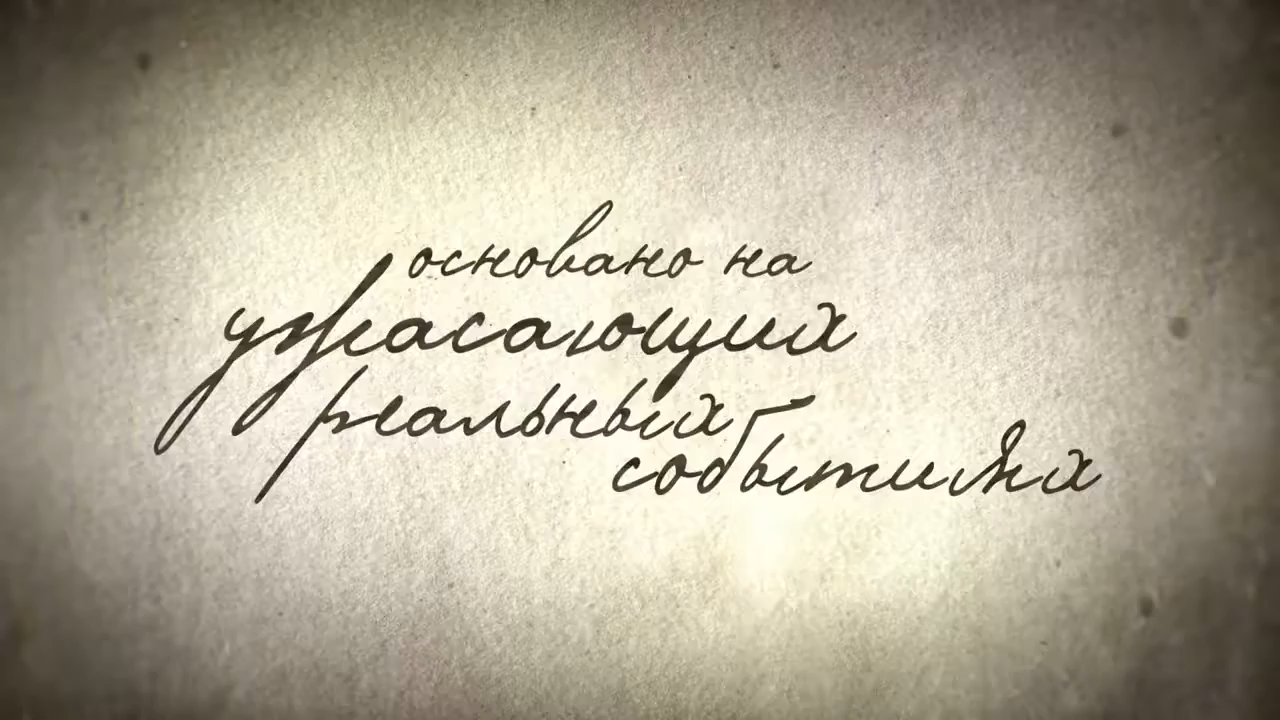 основано на
ужасающих
реальных
событиях